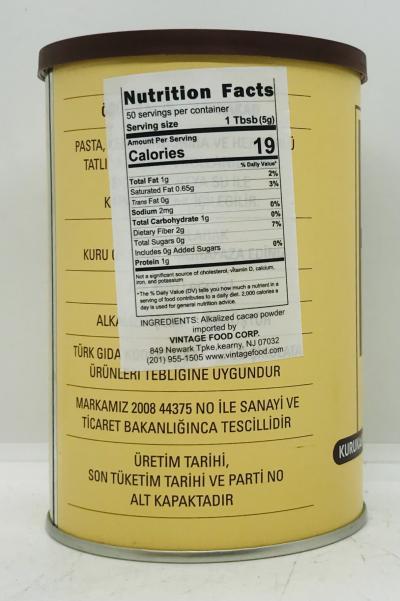 Nutrition Facts
50 servings per container
Serving size 1 Tbsb (5g)
Amount Per Serving
Calories 19
% Daily Value*
Total Fat 1g 2%
Saturated Fat 0.65g 3%
Trans Fat 0g
Sodium 2mg 0%
Total Carbohydrate 1g 0%
Dietary Fiber 2g 7%
Total Sugars 0g
Includes 0g Added Sugars 0%
Protein 1g
Not a significant source of cholesterol, vitamin D, calcium,
iron, and potassium
*The % Daily Value (DV) tells you how much a nutrient in a
serving of food contributes to a daily diet. 2,000 calories a
day is used for general nutrition advice.
INGREDIENTS: Alkalized cacao powder
imported by
VINTAGE FOOD CORP.
849 Newark Tpke,kearny, NJ 07032
(201) 955-1505 www.vintagefood.com
PASTA,
KURU
TÜRK GIDA
ÜRÜNLERİ TEBLİĞİNE UYGUNDUR
MARKAMIZ 2008 44375 NO İLE SANAYİ VE
TİCARET BAKANLIĞINCA TESCİLLİDİR
ÜRETİM TARİHİ,
SON TÜKETİM TARİHİ VE PARTİ NO
ALT KAPAKTADIR